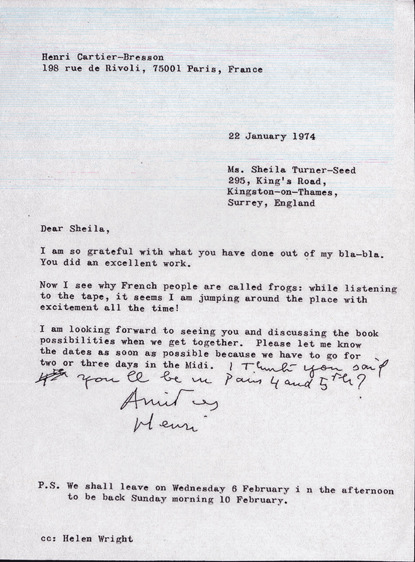 Henri Cartier-Bresson
198 rue de Rivoli, 75001 Paris, France
22 January 1974
Ms. Sheila Turner-Seed
295, King's Road,
Kingston-on-Thames,
Surrey, England
Dear Sheila,
I am so grateful with what you have done out of my bla-bla.
You did an excellent work.
Now I see why French people are called frogs: while listening
to the tape, it seems I am jumping around the place with
excitement all the time!
I am looking forward to seeing you and discussing the book
possibilities when we get together. Please let me know
the dates as soon as possible because we have to go for
two or three days in the Midi. I think you said
you'll be in Paris 4 and 5th?
Amitiés
Henri
P.S. We shall leave on Wednesday 6 February i n the afternoon
to be back Sunday morning 10 February.
cc: Helen Wright